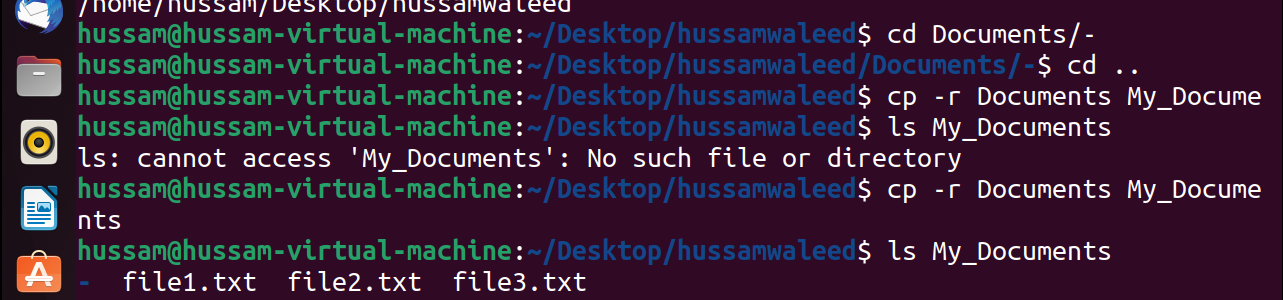 /home/hussam/Desktop/hussamwaleed
hussam@hussam-virtual-machine:~/Desktop/hussamwaleed$ cd Documents/-
hussam@hussam-virtual-machine:~/Desktop/hussamwaleed/Documents/-$ cd ..
hussam@hussam-virtual-machine:~/Desktop/hussamwaleed$ cp -r Documents My_Docume
hussam@hussam-virtual-machine:~/Desktop/hussamwaleed$ ls My_Documents
ls: cannot access 'My_Documents': No such file or directory
hussam@hussam-virtual-machine:~/Desktop/hussamwaleed$ cp -r Documents My_Docume
nts
hussam@hussam-virtual-machine:~/Desktop/hussamwaleed$ ls My_Documents
-  file1.txt  file2.txt  file3.txt